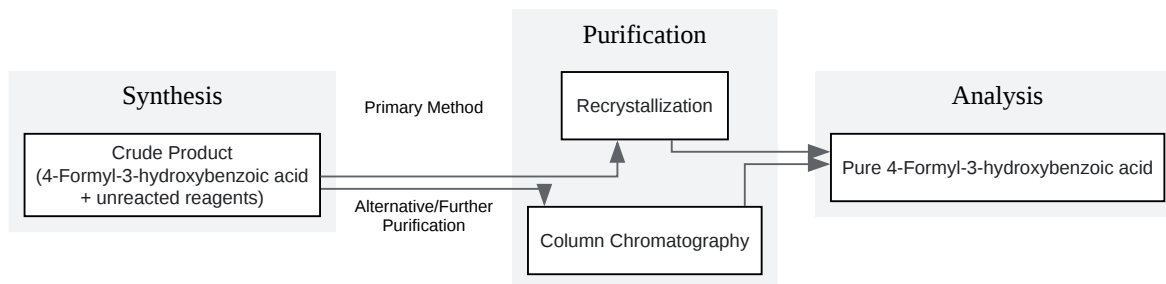 Synthesis
Crude Product
(4-Formyl-3-hydroxybenzoic acid
+ unreacted reagents)
Primary Method
Alternative/Further
Purification
Purification
Recrystallization
Column Chromatography
Analysis
Pure 4-Formyl-3-hydroxybenzoic acid